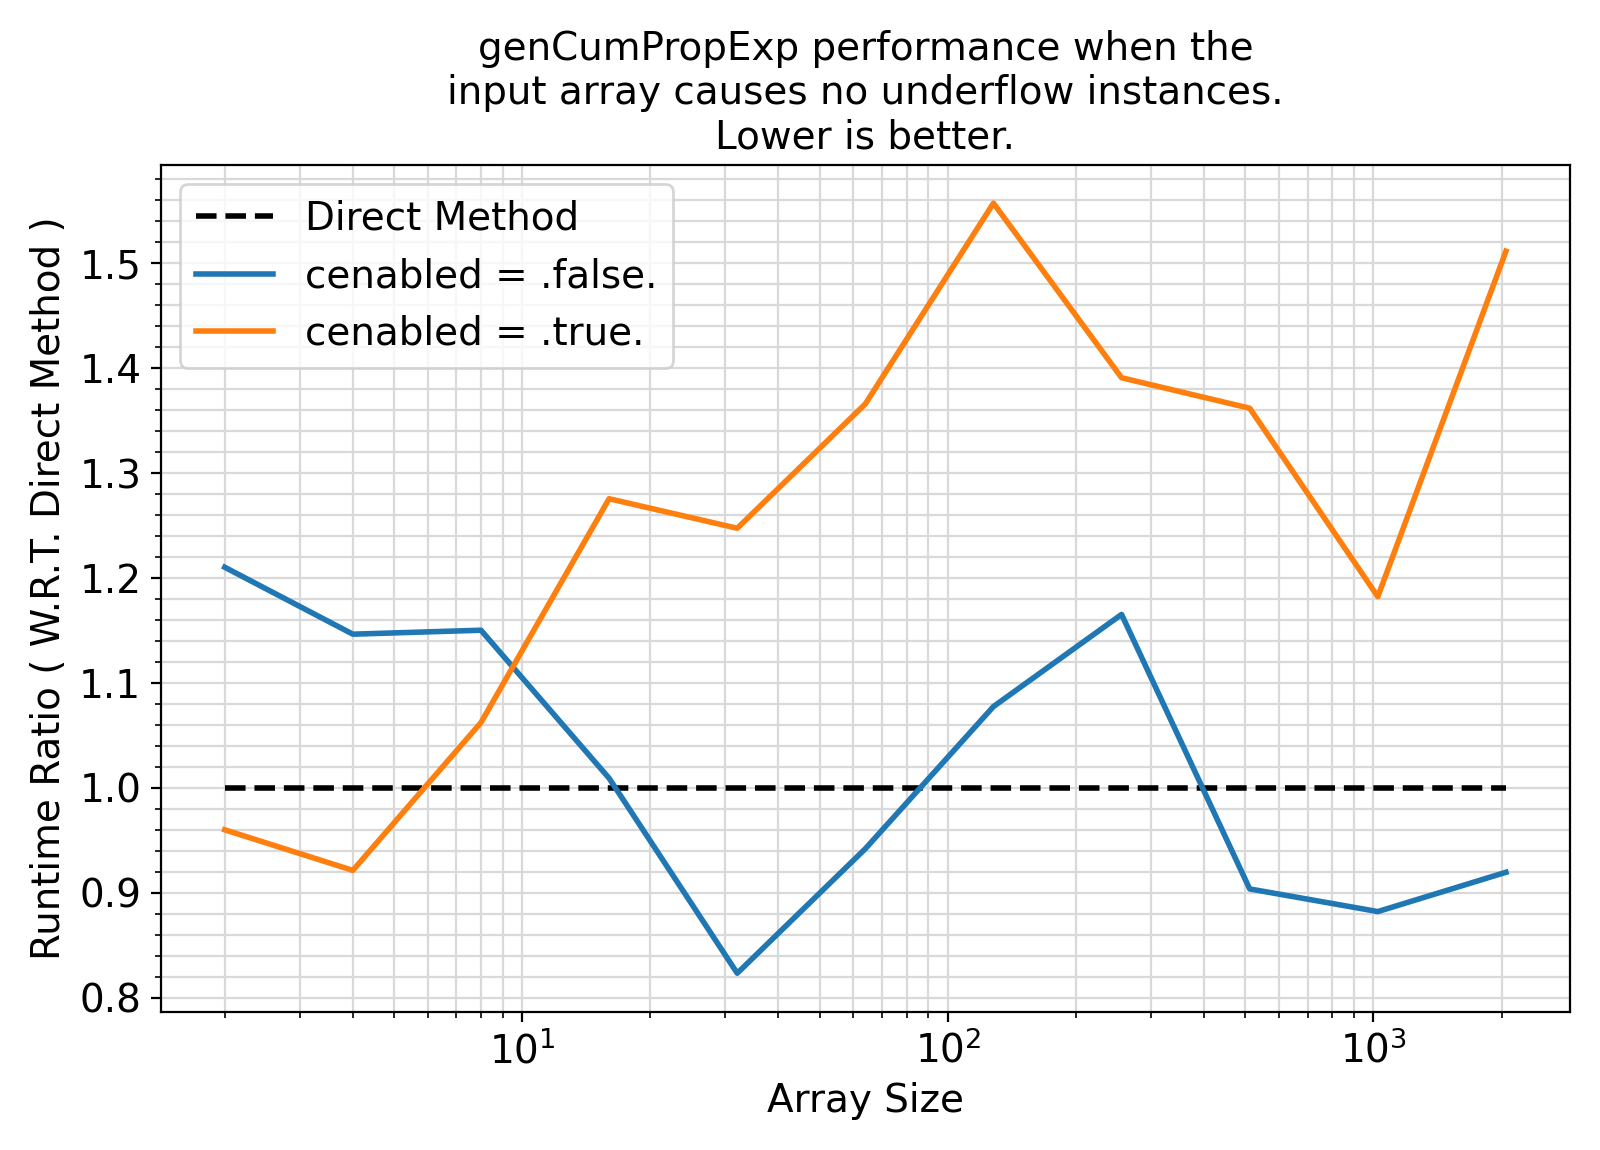 genCumPropExp performance when the
input array causes no underflow instances.
Lower is better.
Runtime Ratio ( W.R.T. Direct Method )
1.5
1.4
1.3
1.2
1.1
1.0
0.9
0.8
Direct Method
cenabled = .false.
cenabled = .true.
10¹ 10² 10³
Array Size